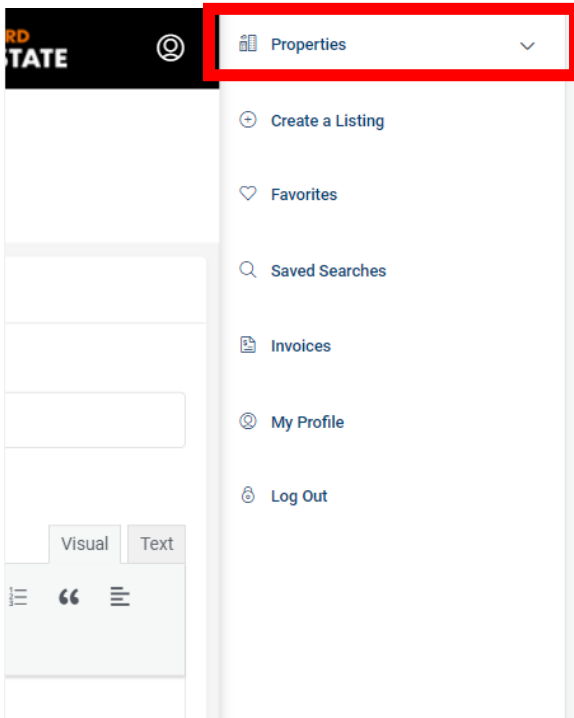 RD
STATE
Properties
Create a Listing
Favorites
Saved Searches
Invoices
My Profile
Log Out
Visual
Text